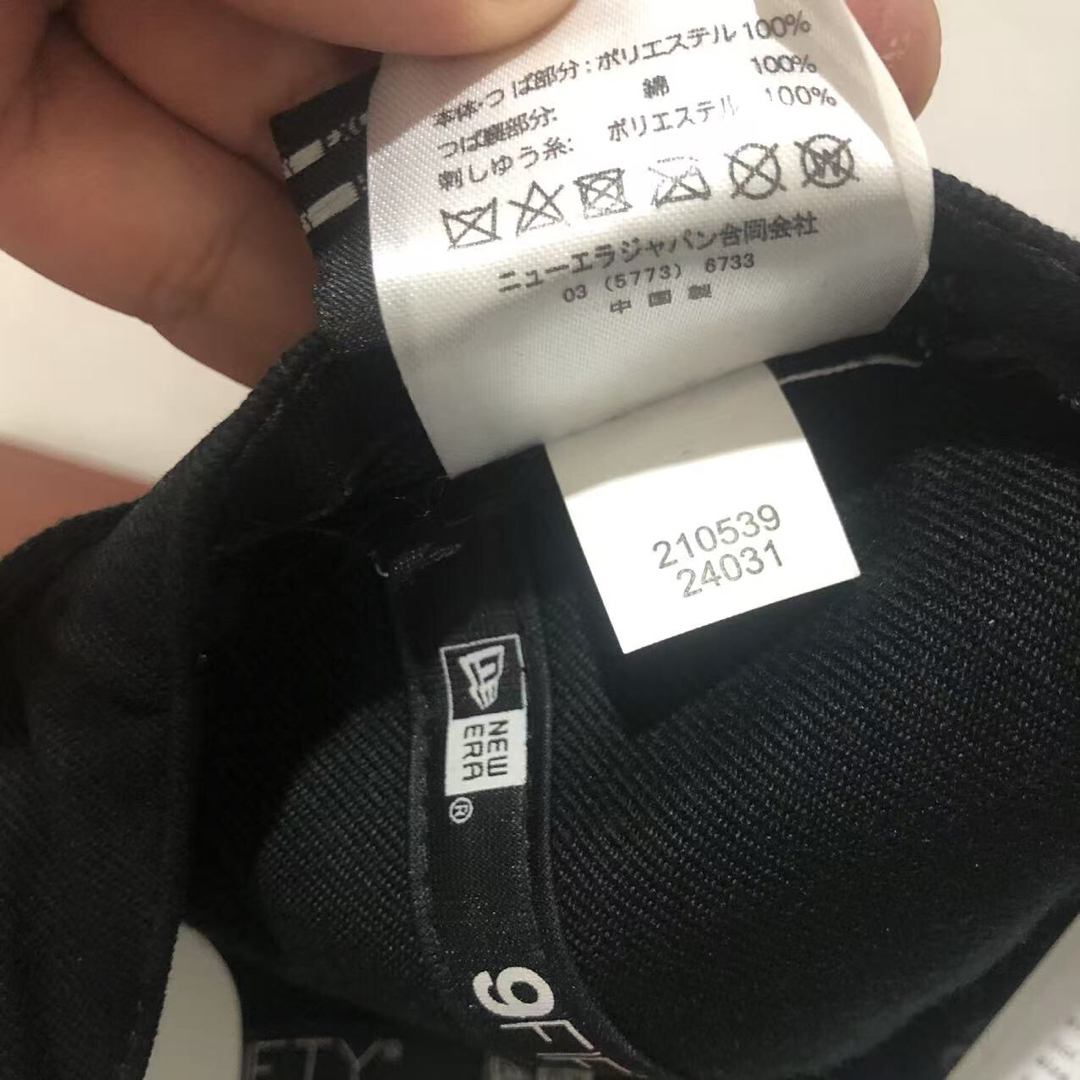 本体・つば部分:ポリエステル 100%
つば裏部分: 綿 100%
刺しゅう糸: ポリエステル 100%
ニューエラジャパン合同会社
03 (5773) 6733
中国製
210539
24031
NEW
ERA
®
9FI
ETY